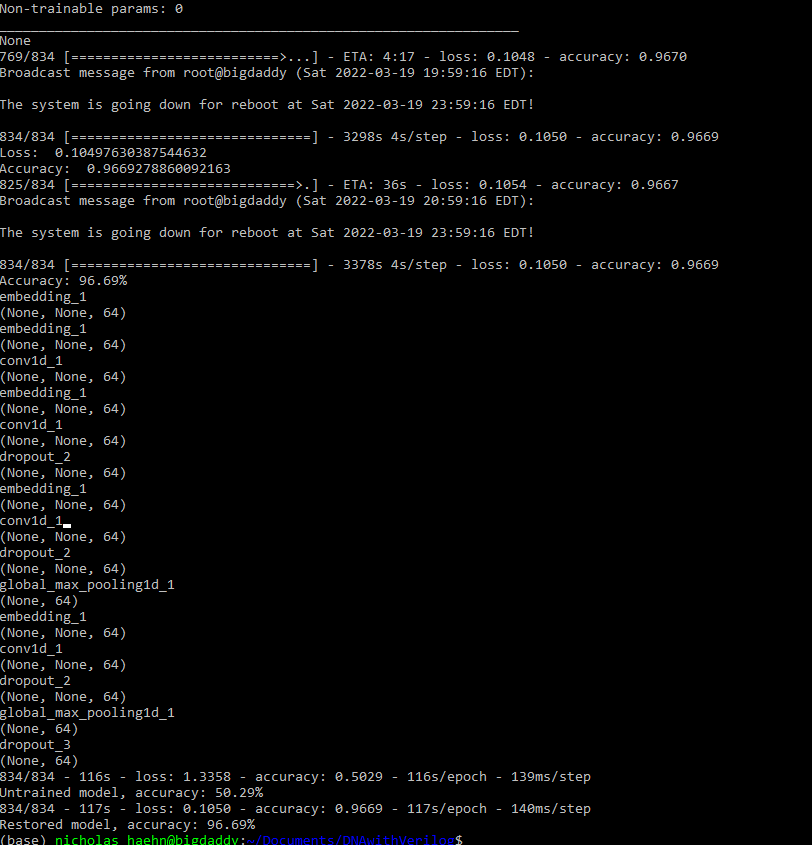 Non-trainable params: 0
_________________________________________________________________
None
769/834 [==========================>...] - ETA: 4:17 - loss: 0.1048 - accuracy: 0.9670
Broadcast message from root@bigdaddy (Sat 2022-03-19 19:59:16 EDT):
The system is going down for reboot at Sat 2022-03-19 23:59:16 EDT!
834/834 [==============================] - 3298s 4s/step - loss: 0.1050 - accuracy: 0.9669
Loss:  0.10497630387544632
Accuracy:  0.9669278860092163
825/834 [============================>.] - ETA: 36s - loss: 0.1054 - accuracy: 0.9667
Broadcast message from root@bigdaddy (Sat 2022-03-19 20:59:16 EDT):
The system is going down for reboot at Sat 2022-03-19 23:59:16 EDT!
834/834 [==============================] - 3378s 4s/step - loss: 0.1050 - accuracy: 0.9669
Accuracy: 96.69%
embedding_1
(None, None, 64)
embedding_1
(None, None, 64)
conv1d_1
(None, None, 64)
embedding_1
(None, None, 64)
conv1d_1
(None, None, 64)
dropout_2
(None, None, 64)
embedding_1
(None, None, 64)
conv1d_1
(None, None, 64)
dropout_2
(None, None, 64)
global_max_pooling1d_1
(None, 64)
embedding_1
(None, None, 64)
conv1d_1
(None, None, 64)
dropout_2
(None, None, 64)
global_max_pooling1d_1
(None, 64)
dropout_3
(None, 64)
834/834 - 116s - loss: 1.3358 - accuracy: 0.5029 - 116s/epoch - 139ms/step
Untrained model, accuracy: 50.29%
834/834 - 117s - loss: 0.1050 - accuracy: 0.9669 - 117s/epoch - 140ms/step
Restored model, accuracy: 96.69%
(base) nicholas_haehn@bigdaddy:~/Documents/DNAwithVerilog$